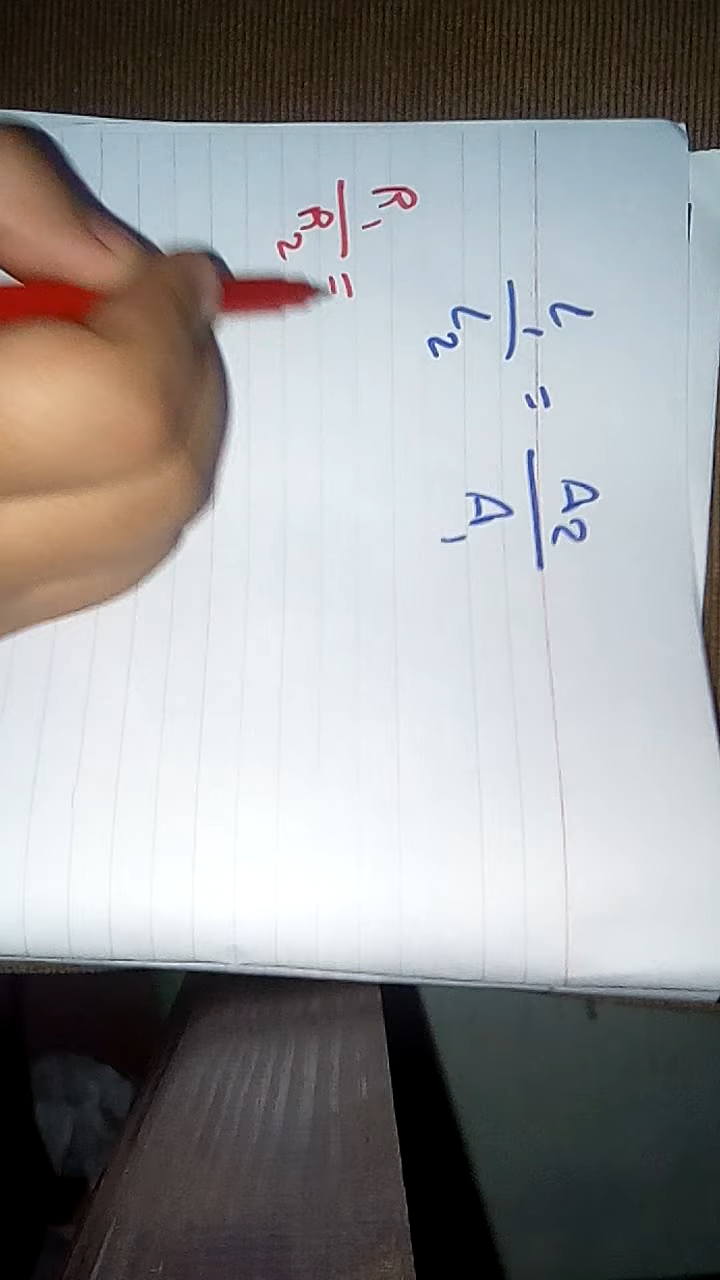 L1/L2 = A2/A1
R1/R2 =